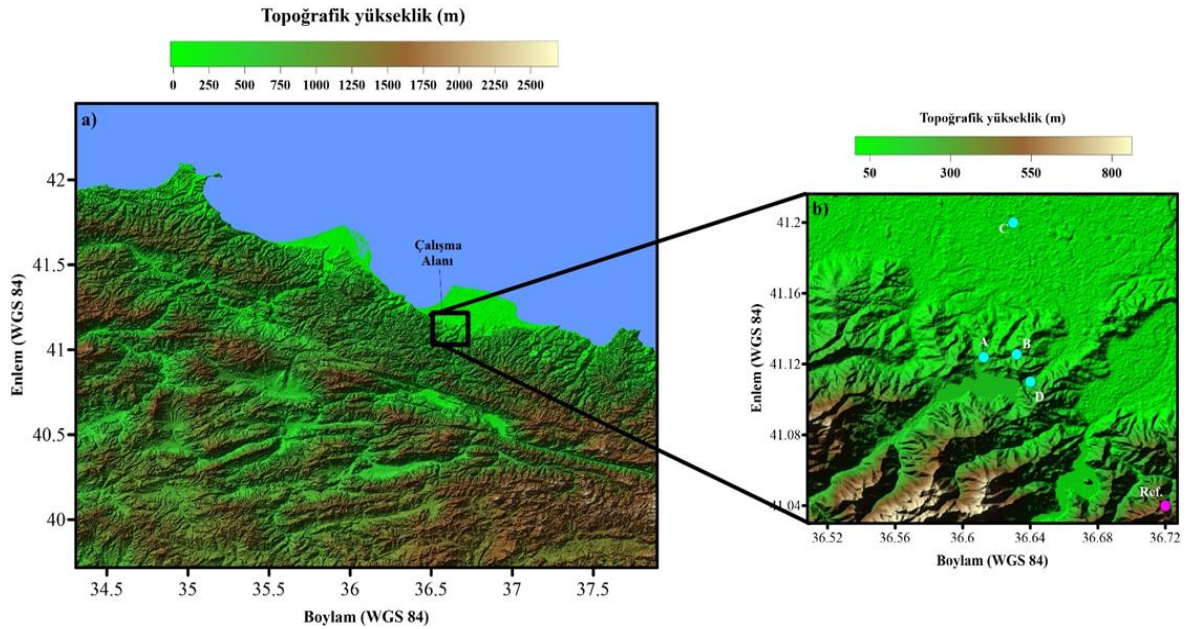 Topoğrafik yükseklik (m)
0 250 500 750 1000 1250 1500 1750 2000 2250 2500
a)
Çalışma
Alanı
42
41.5
41
40.5
40
Enlem (WGS 84)
34.5 35 35.5 36 36.5 37 37.5
Boylam (WGS 84)
Topoğrafik yükseklik (m)
50 300 550 800
b)
C
A
B
D
Ref.
41.2
41.16
41.12
41.08
41.04
Enlem (WGS 84)
36.52 36.56 36.6 36.64 36.68 36.72
Boylam (WGS 84)